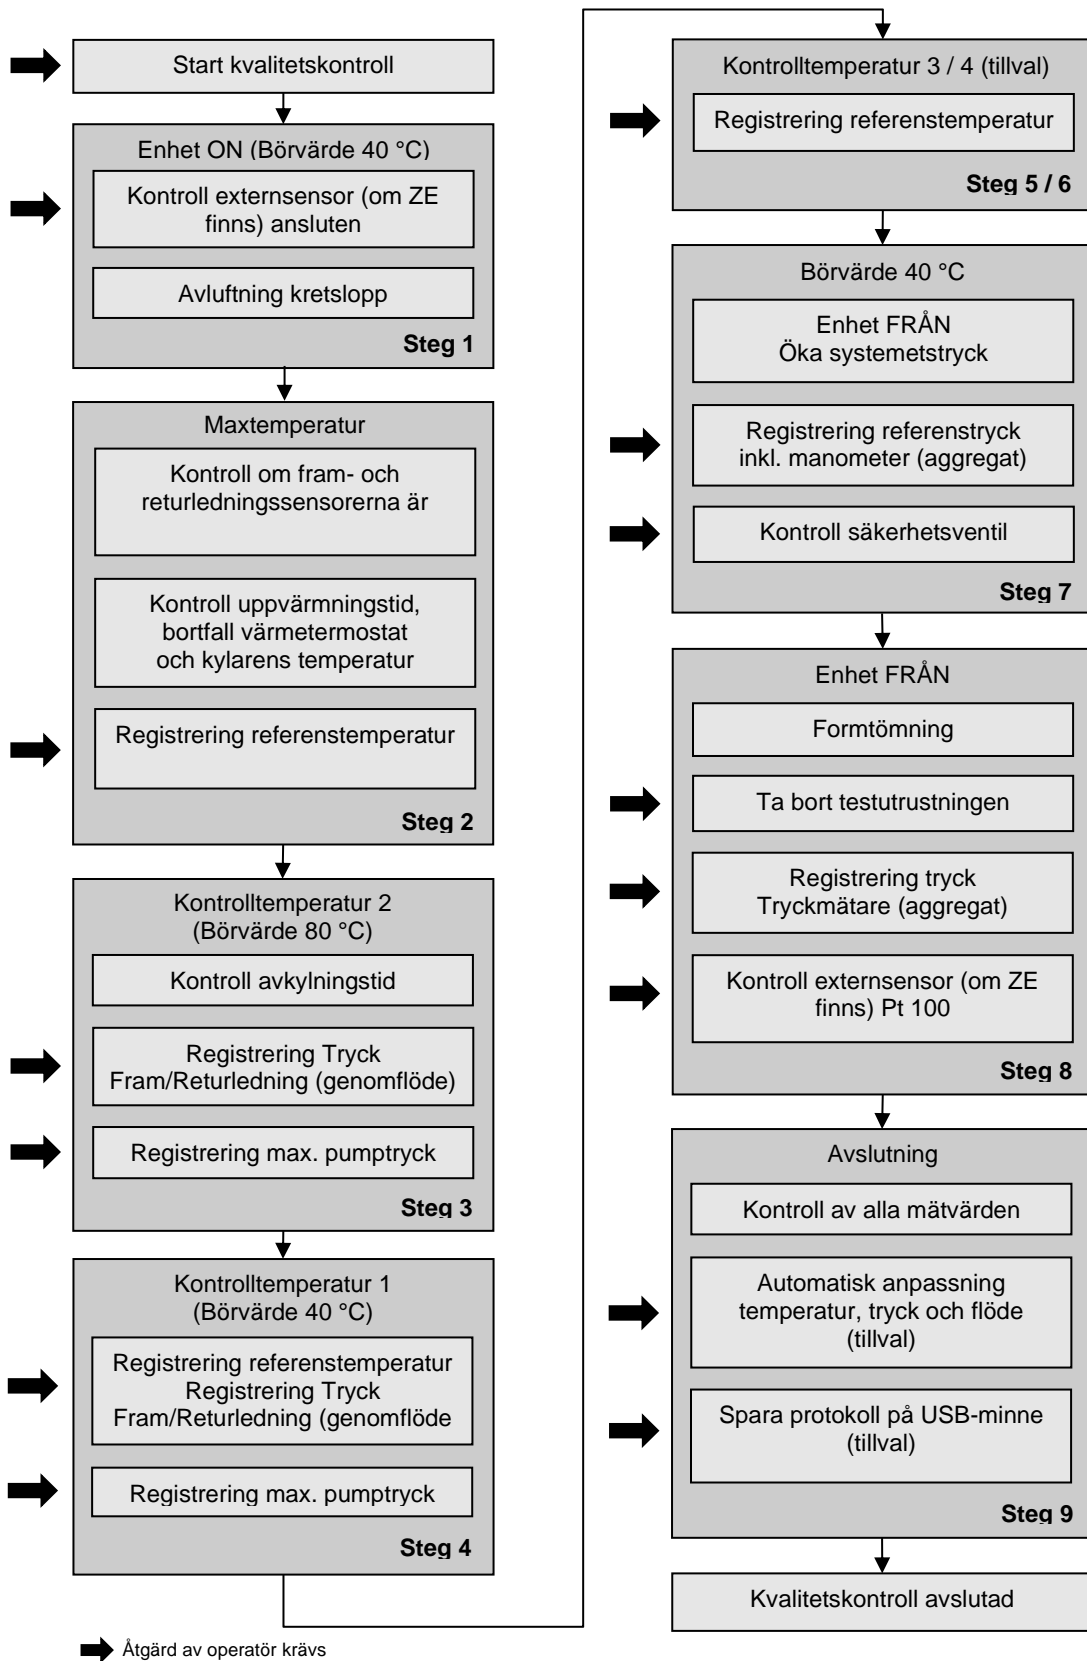 Start kvalitetskontroll
Enhet ON (Börvärde 40 °C)
Kontroll externsensor (om ZE
finns) ansluten
Avluftning kretslopp
Steg 1
Maxtemperatur
Kontroll om fram- och
returledningssensorerna är
Kontroll uppvärmningstid,
bortfall värmetermostat
och kylarens temperatur
Registrering referenstemperatur
Steg 2
Kontrolltemperatur 2
(Börvärde 80 °C)
Kontroll avkylningstid
Registrering Tryck
Fram/Returledning (genomflöde)
Registrering max. pumptryck
Steg 3
Kontrolltemperatur 1
(Börvärde 40 °C)
Registrering referenstemperatur
Registrering Tryck
Fram/Returledning (genomflöde
Registrering max. pumptryck
Steg 4
Kontrolltemperatur 3 / 4 (tillval)
Registrering referenstemperatur
Steg 5 / 6
Börvärde 40 °C
Enhet FRÅN
Öka systemetstryck
Registrering referenstryck
inkl. manometer (aggregat)
Kontroll säkerhetsventil
Steg 7
Enhet FRÅN
Formtömning
Ta bort testutrustningen
Registrering tryck
Tryckmätare (aggregat)
Kontroll externsensor (om ZE
finns) Pt 100
Steg 8
Avslutning
Kontroll av alla mätvärden
Automatisk anpassning
temperatur, tryck och flöde
(tillval)
Spara protokoll på USB-minne
(tillval)
Steg 9
Kvalitetskontroll avslutad
Åtgärd av operatör krävs